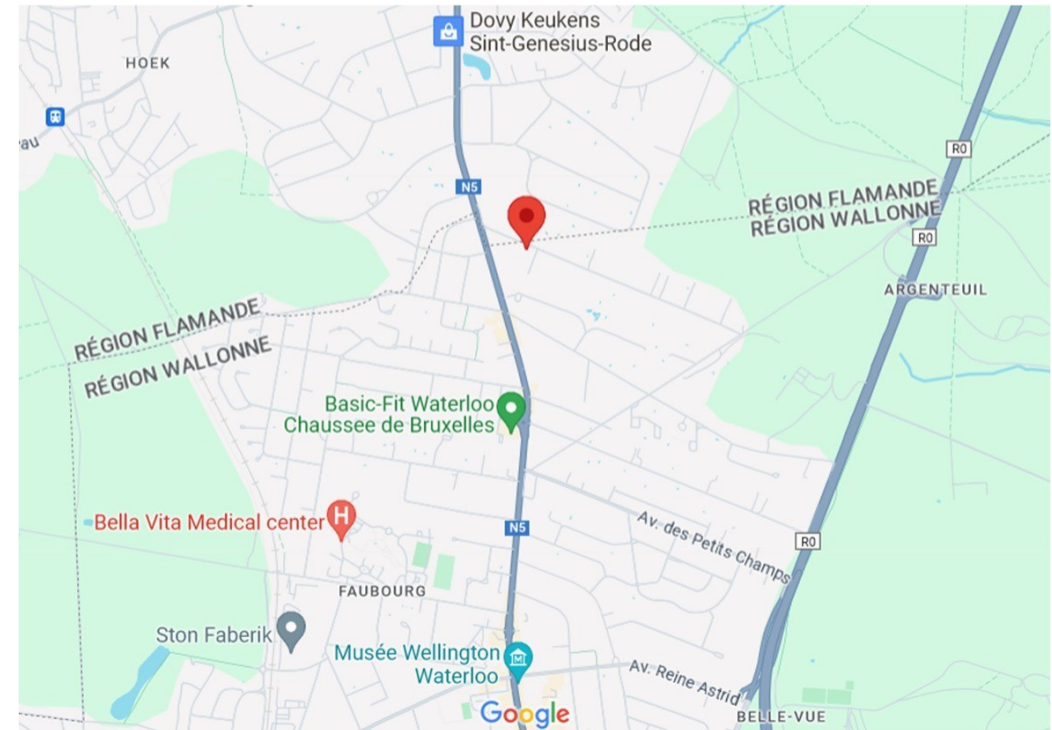 Dovy Keukens
Sint-Genesius-Rode
HOEK
au
R0
N5
RÉGION FLAMANDE
RÉGION WALLONNE
R0
ARGENTEUIL
RÉGION FLAMANDE
RÉGION WALLONNE
Basic-Fit Waterloo
Chaussee de Bruxelles
Bella Vita Medical center
H
N5
Av. des Petits Champs
R0
FAUBOURG
Ston Faberik
Musée Wellington
Waterloo
M
Av. Reine Astrid
Google
BELLE-VUE